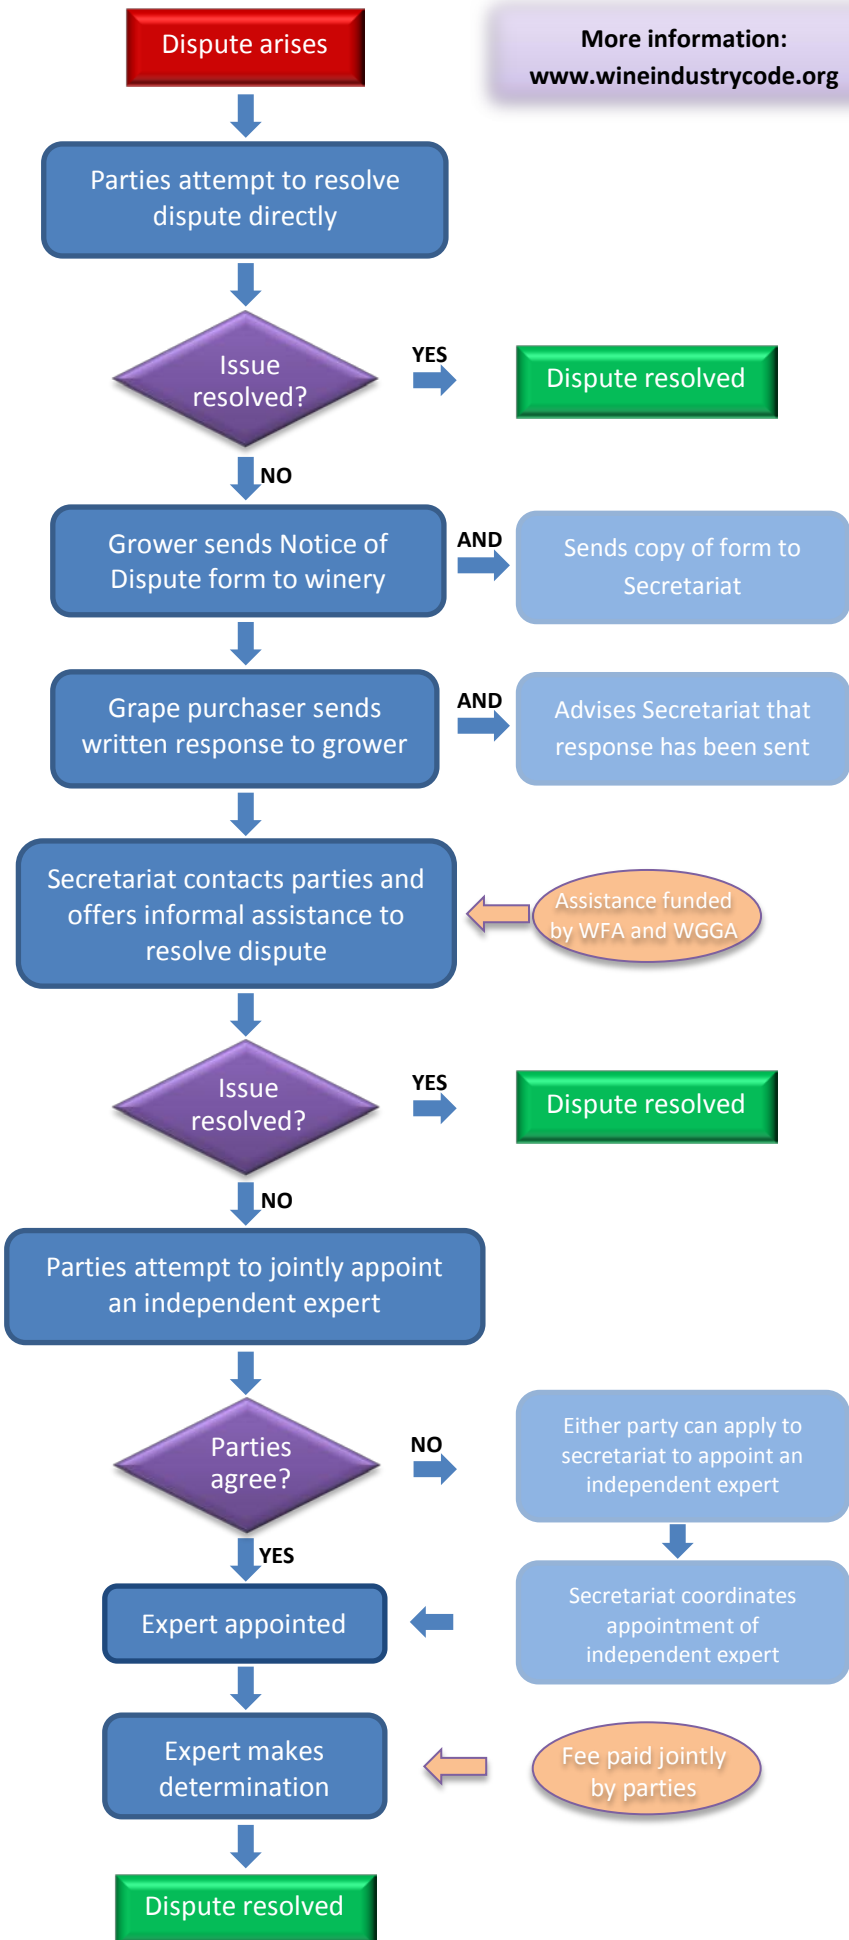 Dispute arises
More information:
www.wineindustrycode.org
Parties attempt to resolve
dispute directly
Issue
resolved?
YES
Dispute resolved
NO
Grower sends Notice of
Dispute form to winery
AND
Sends copy of form to
Secretariat
Grape purchaser sends
written response to grower
AND
Advises Secretariat that
response has been sent
Secretariat contacts parties and
offers informal assistance to
resolve dispute
Assistance funded
by WFA and WGGA
Issue
resolved?
YES
Dispute resolved
NO
Parties attempt to jointly appoint
an independent expert
Parties
agree?
NO
Either party can apply to
secretariat to appoint an
independent expert
YES
Expert appointed
Secretariat coordinates
appointment of
independent expert
Expert makes
determination
Fee paid jointly
by parties
Dispute resolved